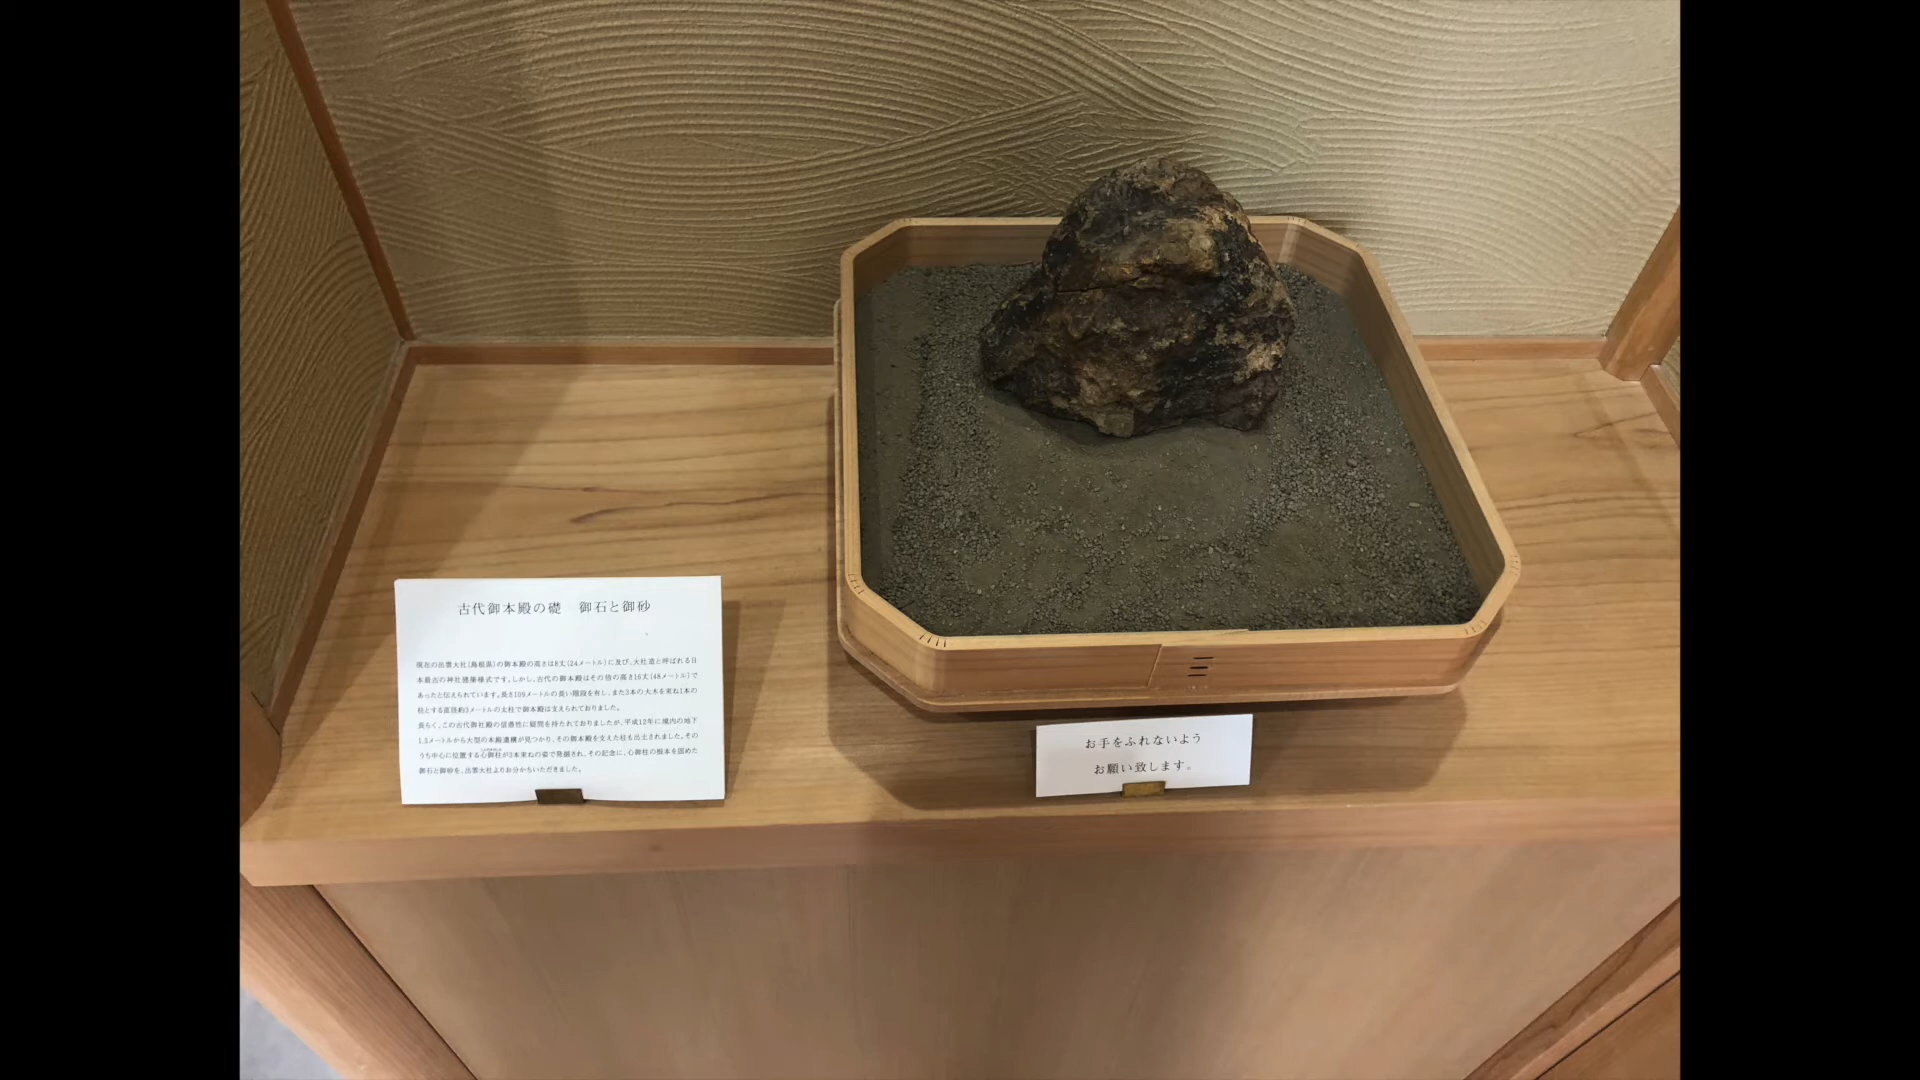 古代御本殿の礎　御石と御砂
現在の出雲大社(島根県)の御本殿の高さは8丈(24メートル)に及び、大社造と呼ばれる日
本最古の神社建築様式です。しかし、古代の御本殿はその倍の高さ16丈(48メートル)で
あったと伝えられています。長さ109メートルの長い階段を有し、また3本の大木を束ね1本の
柱とする直径約3メートルの太柱で御本殿は支えられておりました。
長らく、この古代御社殿の信憑性に疑問を持たれておりましたが、平成12年に境内の地下
1.5メートルから大型の本殿遺構が見つかり、その御本殿を支えた柱も出土されました。その
うち中心に位置する心御柱が3本束ねの姿で発掘され、その記念に、心御柱の根本を固めた
御石と御砂を、出雲大社よりお分かちいただきました。
お手をふれないよう
お願い致します。